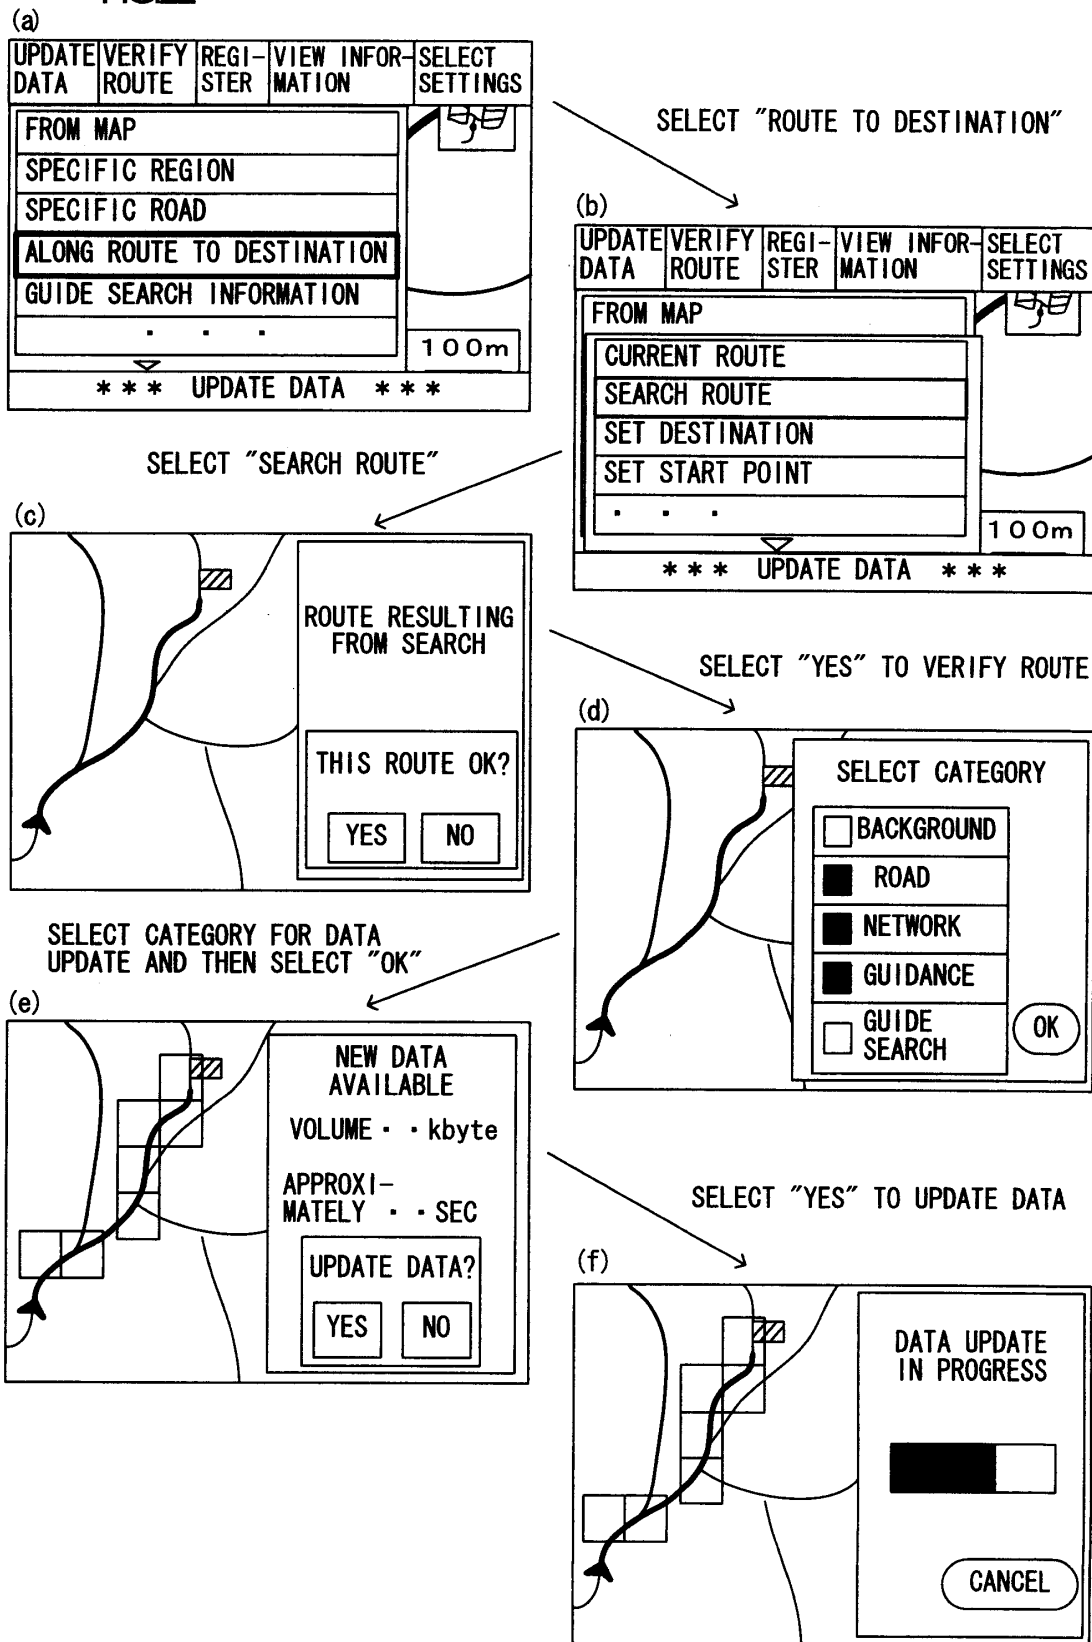 (a)
UPDATE DATA VERIFY ROUTE REGI-STER VIEW INFOR-MATION SELECT SETTINGS
FROM MAP
SPECIFIC REGION
SPECIFIC ROAD
ALONG ROUTE TO DESTINATION
GUIDE SEARCH INFORMATION
· · ·
100m
*** UPDATE DATA ***
SELECT "ROUTE TO DESTINATION"
(b)
UPDATE DATA VERIFY ROUTE REGI-STER VIEW INFOR-MATION SELECT SETTINGS
FROM MAP
CURRENT ROUTE
SEARCH ROUTE
SET DESTINATION
SET START POINT
· · ·
100m
*** UPDATE DATA ***
SELECT "SEARCH ROUTE"
(c)
ROUTE RESULTING
FROM SEARCH
THIS ROUTE OK?
YES NO
SELECT "YES" TO VERIFY ROUTE
(d)
SELECT CATEGORY
BACKGROUND
ROAD
NETWORK
GUIDANCE
GUIDE
SEARCH
OK
SELECT CATEGORY FOR DATA
UPDATE AND THEN SELECT "OK"
(e)
NEW DATA
AVAILABLE
VOLUME · · kbyte
APPROXI-
MATELY · · SEC
UPDATE DATA?
YES NO
SELECT "YES" TO UPDATE DATA
(f)
DATA UPDATE
IN PROGRESS
CANCEL